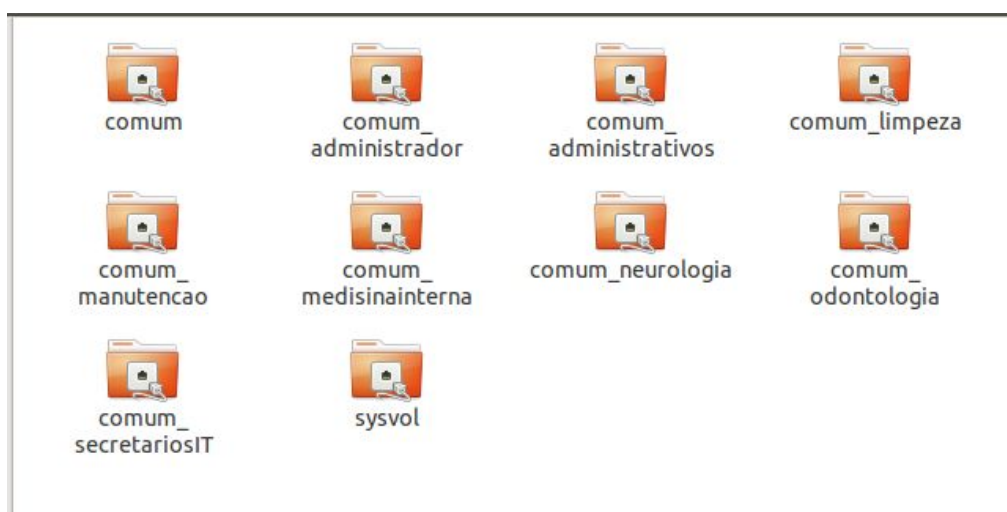 comum
comum_
administrador
comum_
administrativos
comum_limpeza
comum_
manutencao
comum_
medisinainterna
comum_neurologia
comum_
odontologia
comum_
secretariosIT
sysvol